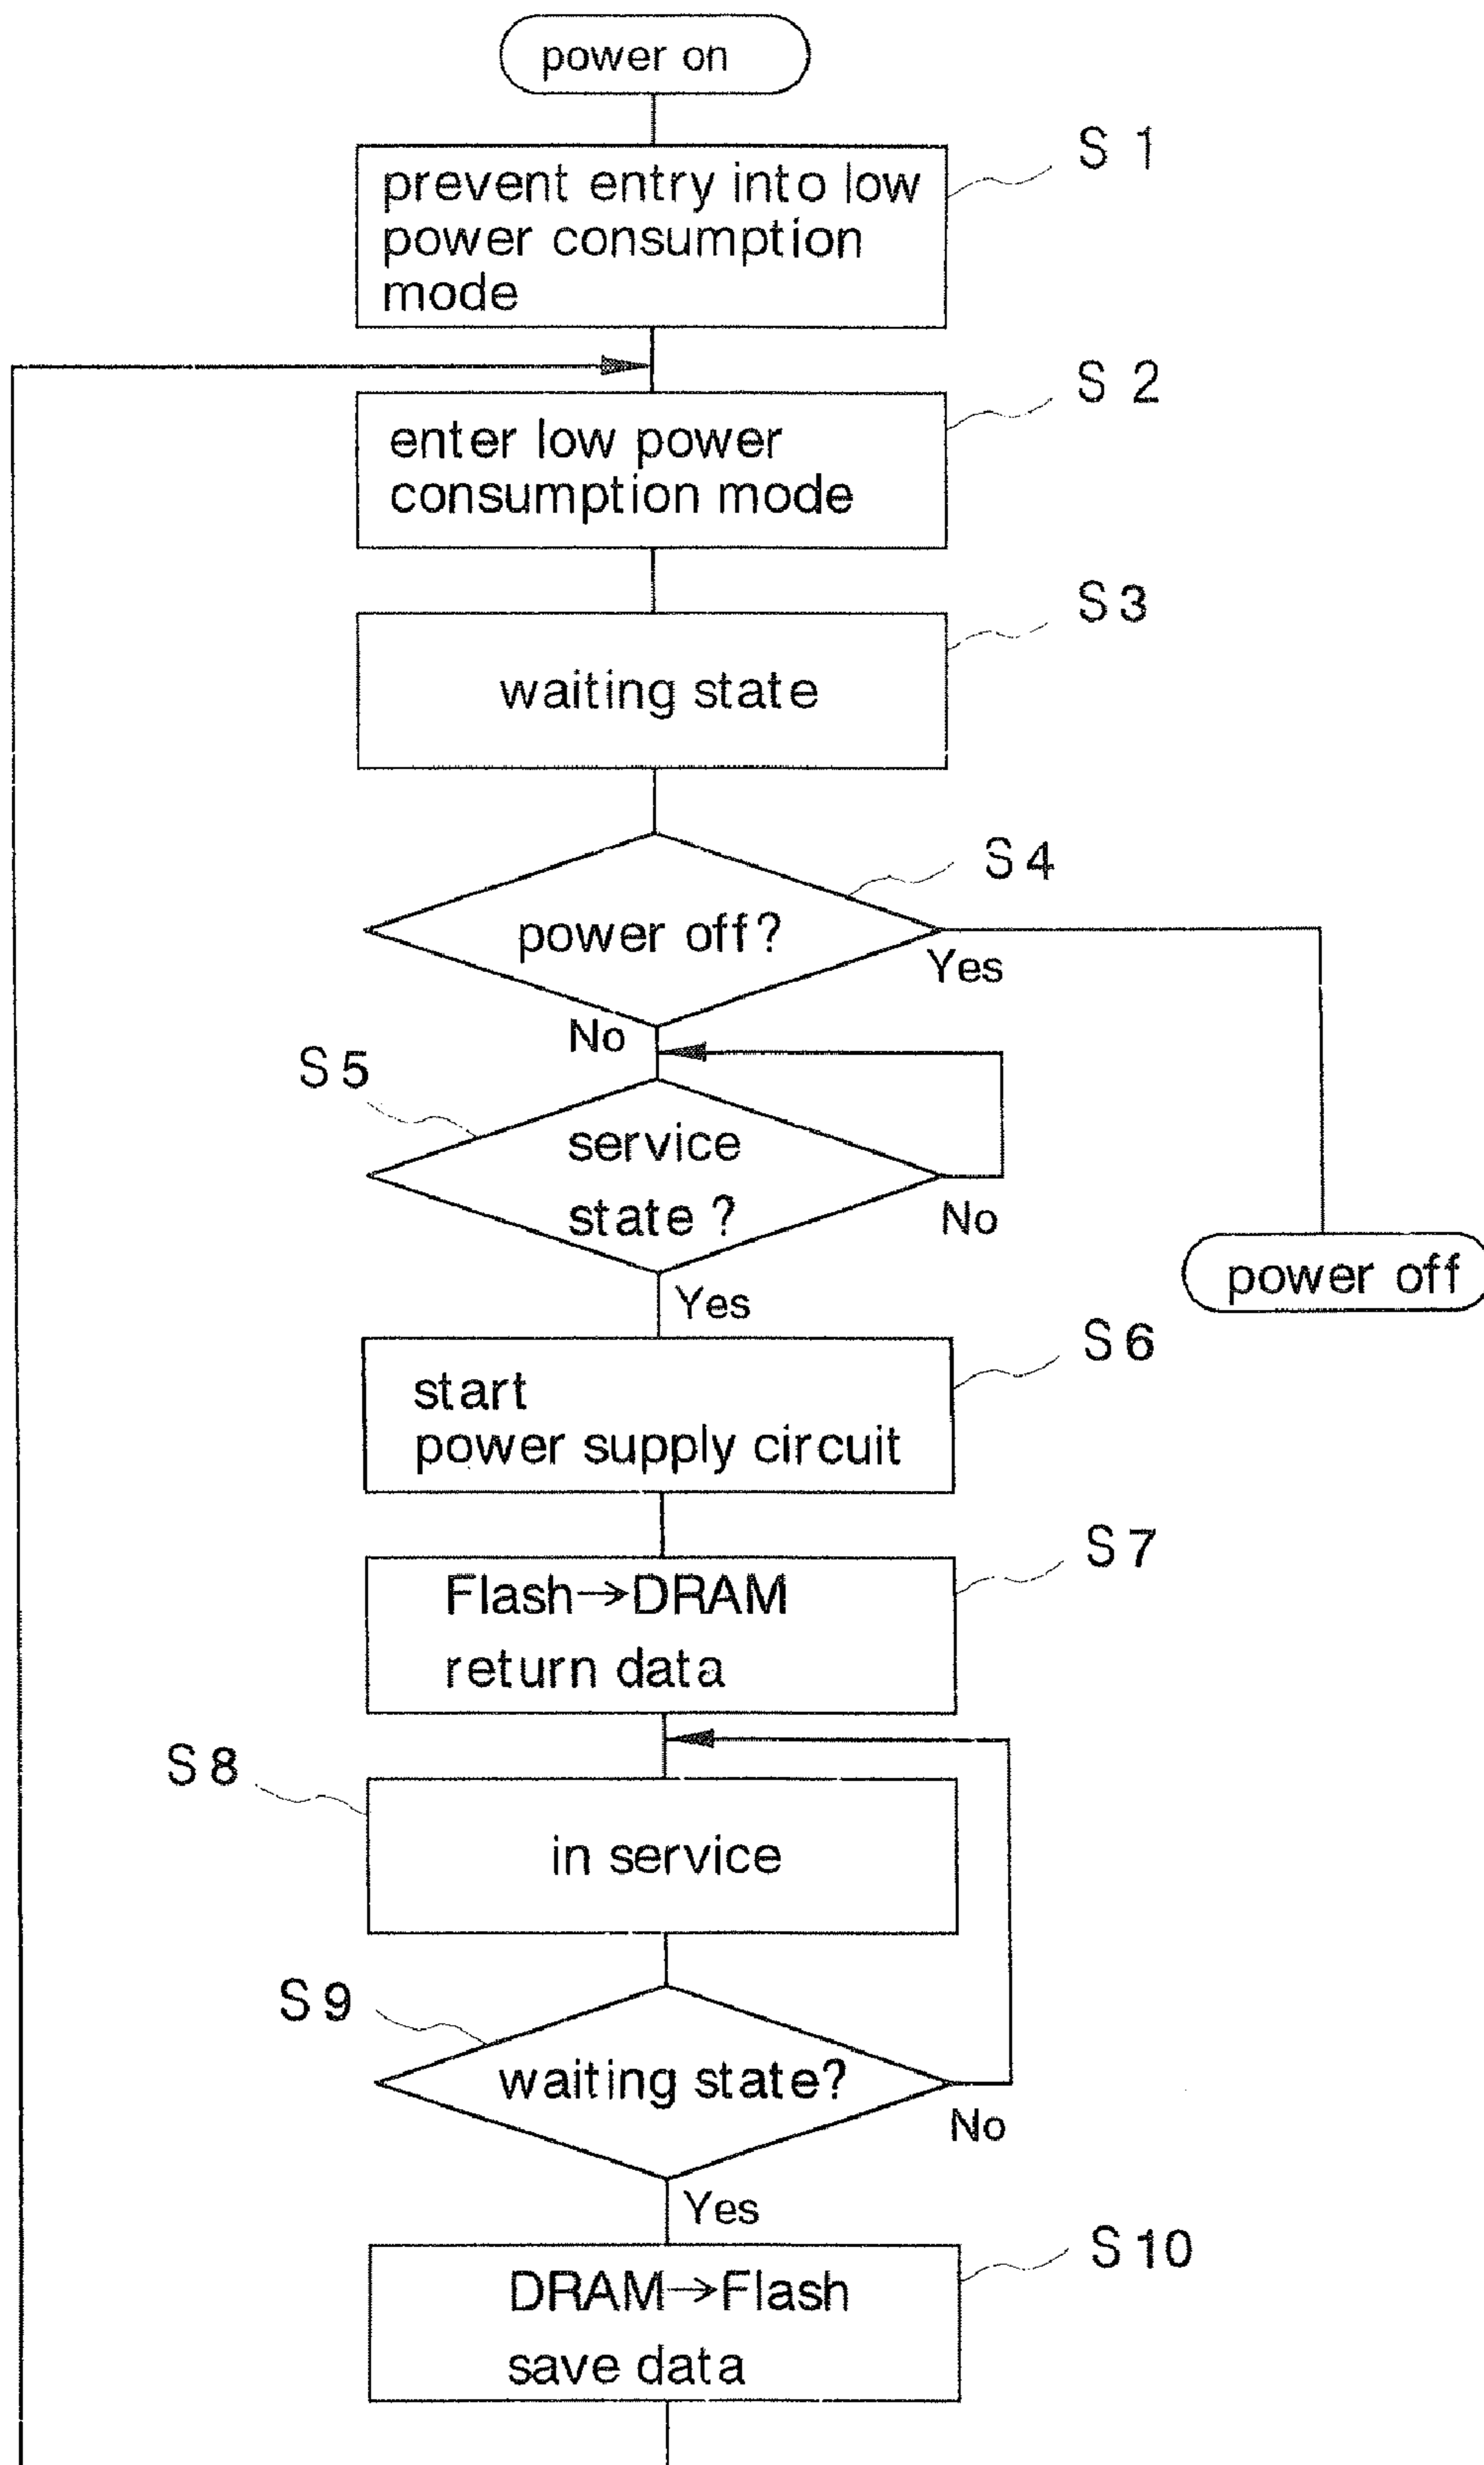 power on
S 1
prevent entry into low
power consumption
mode
S 2
enter low power
consumption mode
S 3
waiting state
S 4
power off?
Yes
No
S 5
service
state ?
No
Yes
power off
S 6
start
power supply circuit
S 7
Flash→DRAM
return data
S 8
in service
S 9
waiting state?
No
Yes
S 10
DRAM→Flash
save data